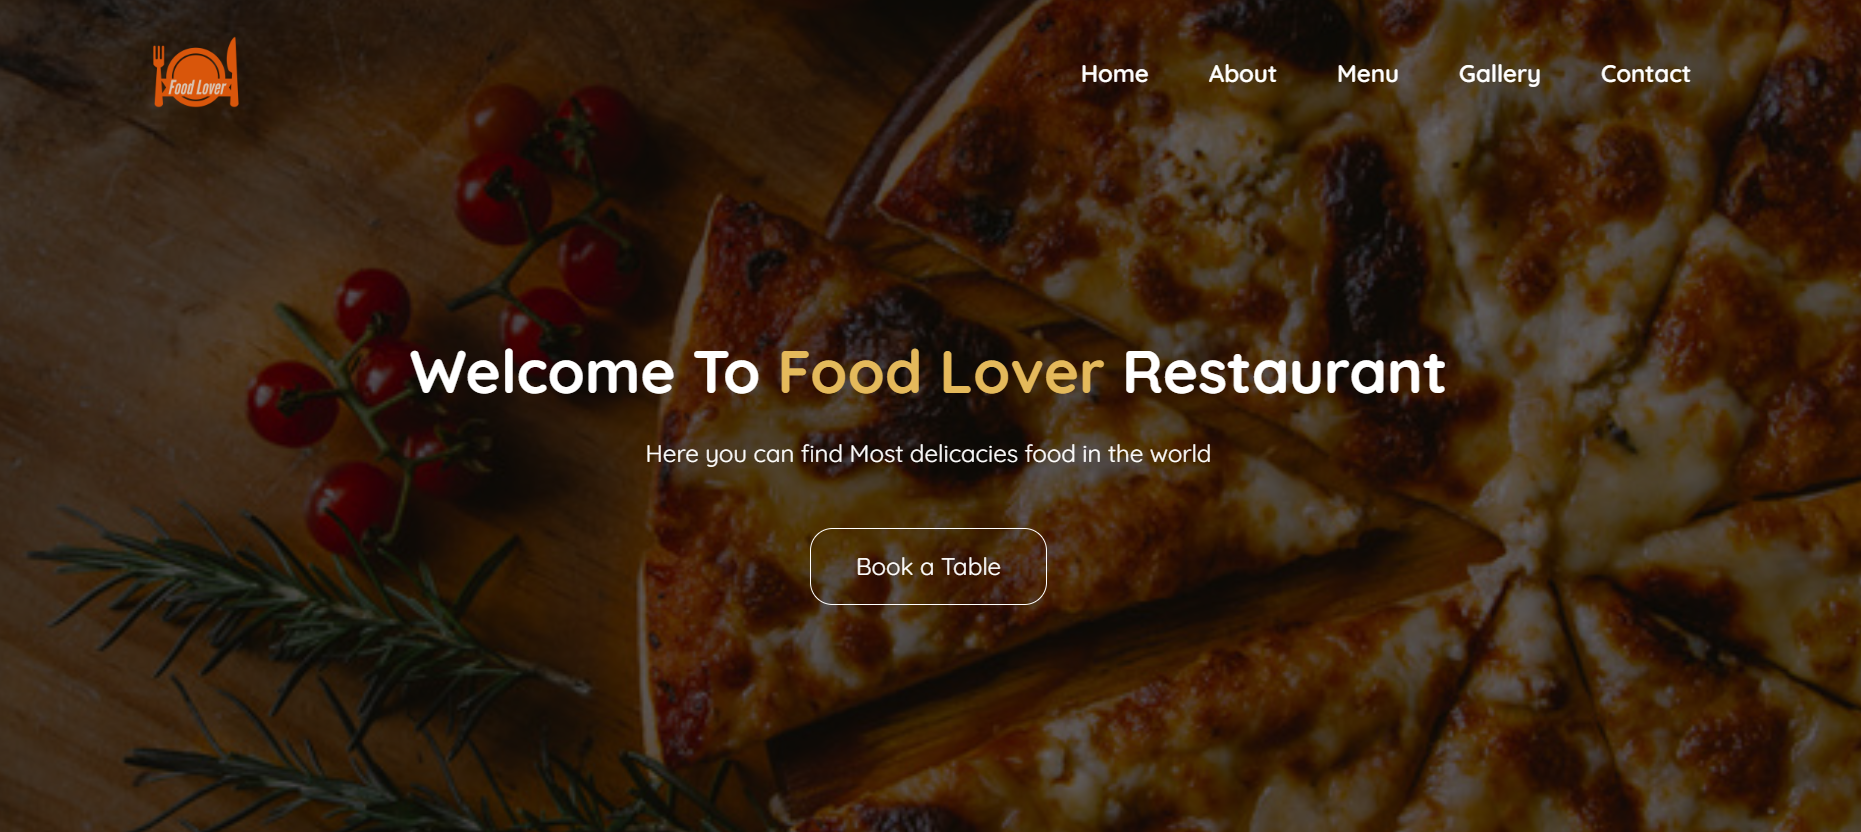 Food Lover
Home About Menu Gallery Contact
Welcome To Food Lover Restaurant
Here you can find Most delicacies food in the world
Book a Table